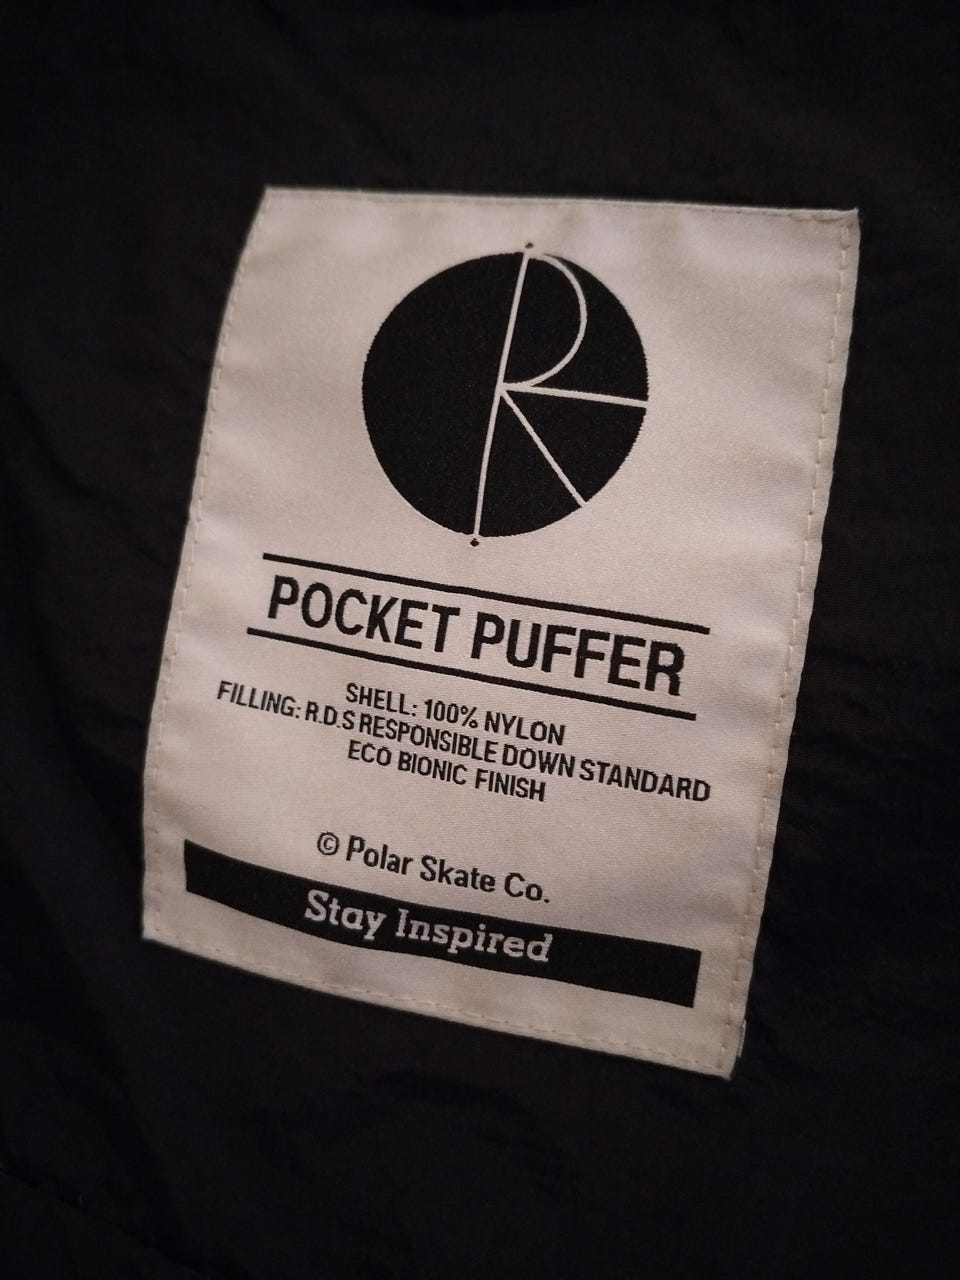 POCKET PUFFER
SHELL: 100% NYLON
FILLING: R.D.S RESPONSIBLE DOWN STANDARD
ECO BIONIC FINISH
© Polar Skate Co.
Stay Inspired